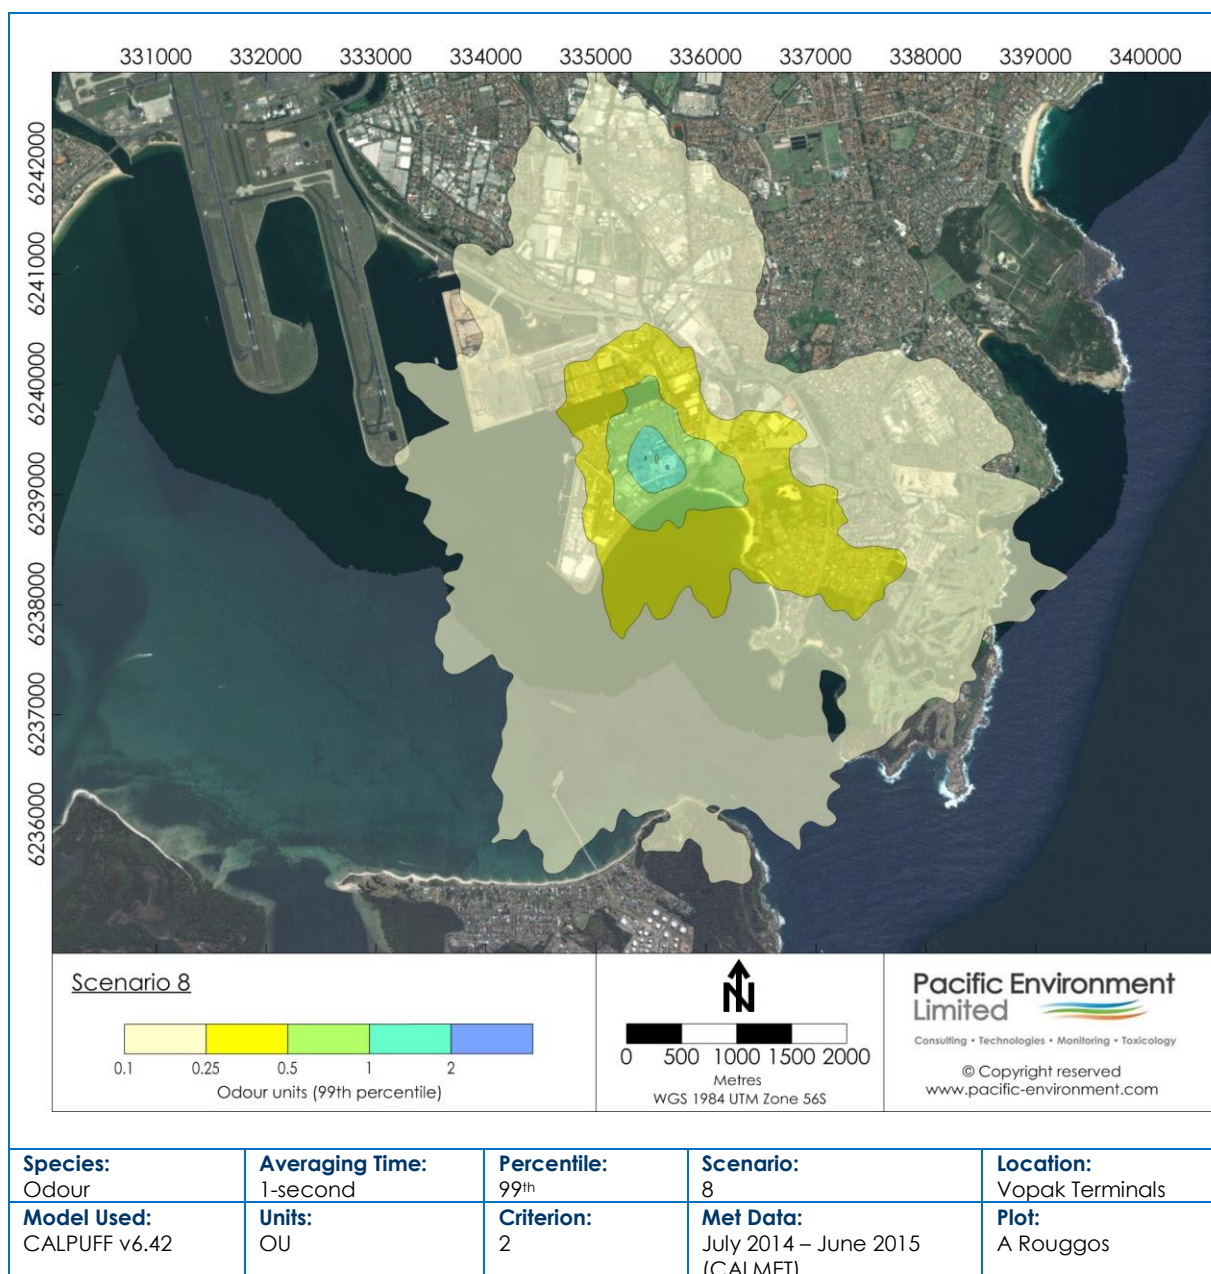 331000 332000 333000 334000 335000 336000 337000 338000 339000 340000
6242000
6241000
6240000
6239000
6238000
6237000
6236000
Scenario 8
0.1 0.25 0.5 1 2
Odour units (99th percentile)
N
0 500 1000 1500 2000
Metres
WGS 1984 UTM Zone 56S
Pacific Environment
Limited
Consulting • Technologies • Monitoring • Toxicology
© Copyright reserved
www.pacific-environment.com
Species: Averaging Time: Percentile: Scenario: Location:
Odour 1-second 99th 8 Vopak Terminals
Model Used: Units: Criterion: Met Data: Plot:
CALPUFF v6.42 OU 2 July 2014 – June 2015 A Rouggos
(CALMET)